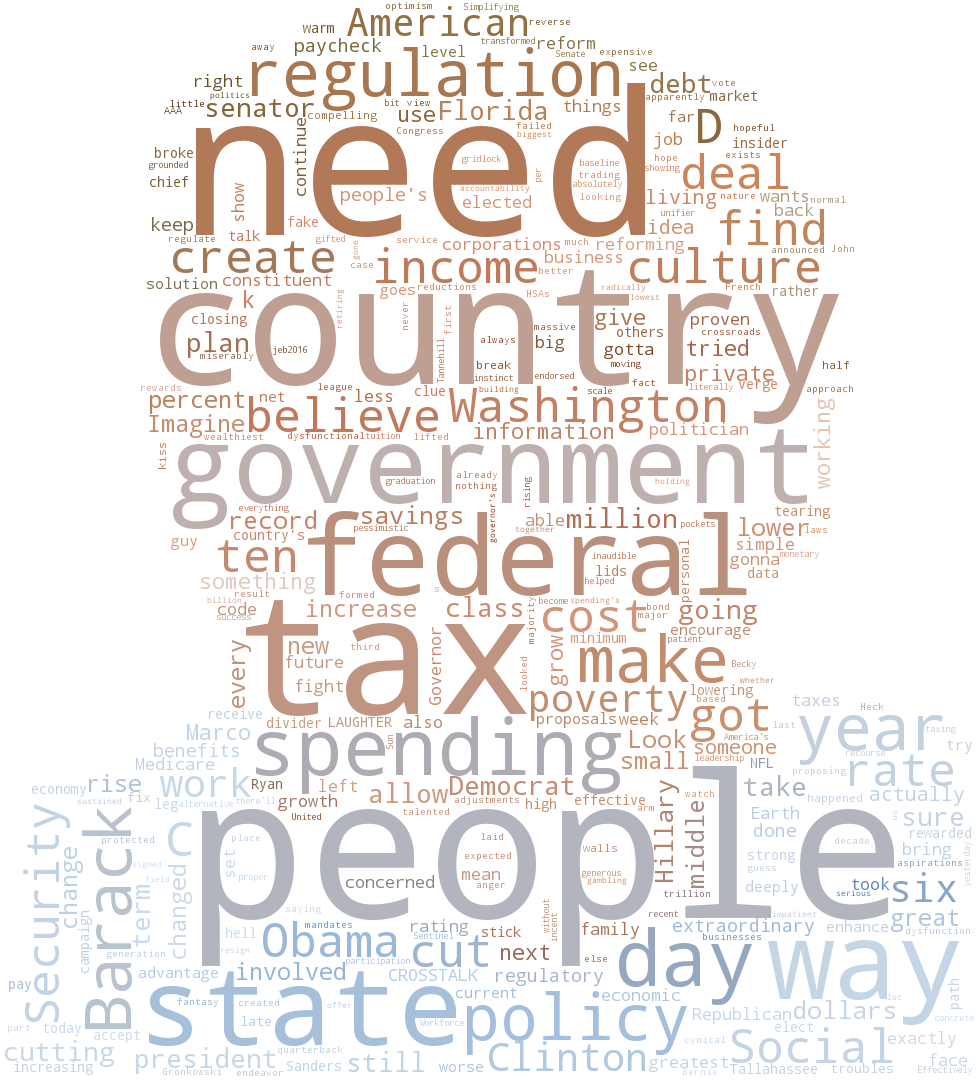 optimism Simplifying
American
warm reverse
paycheck level transformed reform
away Senate expensive
right regulation see debt vote
politics
little senator bit view use Florida things apparently market
AAA compelling
continue Congress failed biggest far D hopeful
need
broke gridlock baseline job insider
grounded per trading hope exists
chief show people's accountability absolutely showing deal
elected looking living nature wants normal
keep fake idea unifier back
regulate talk gifted service corporations much reforming find announced John
create gone case income better business culture
solution constituent goes reductions HSAs radically French rather
k retiring never first lowest
country
closing always massive give others proven crossroads
plan jeb2016 Tannehill big gotta tried
miserably break instinct endorsed moving private half
league building scale fact literally verge approach
rewards percent net less clue
Imagine believe Washington working
wealthiest dysfunctional tuition lifted information politician
kiss government
graduation already nothing holding
everything governor's rising
record savings able million pockets lower tearing
country's pessimistic together laws
guy ten federal inaudible simple monetary
something lids helped personal gonna data
result billion formed s become spending's bond
code success increase class cost major going
majority encourage
tax
every new third Governor looked minimum patient make Becky
future grow whether
fight poverty lowering
receive divider LAUGHTER also proposals week based got taxes Heck
Marco Sun America's last year taxing
benefits spending Look someone try
Medicare small leadership NFL recourse
economy rise work Ryan left Democrat proposing rate
sustained fix leg alternative there'll allow adjustments high effective arm watch take happened actually
growth talented Hillary
security Barack C United people middle Earth sure
change protected place laid walls done rewarded
set expected generous decade bring
signed proper mean gambling strong guess aspirations
field concerned anger trillion deeply took six yesterday
term changed serious
campaign saying mandates rating without incent recent extraordinary impatient great
hell Obama Sentinel stick family businesses enhance dysfunction
generation resign cut next else day way
pay advantage involved participation CROSSTALK regulatory lot
fantasy created offer current economic path
part today state late Workforce policy Republican dollars concrete
accept cynical elect
cutting president quarterback still Clinton Social exactly
increasing Gronkowski endeavor Sanders worse greatest bernie Tallahassee troubles face
Effectively